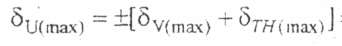 δU(max) = ±[δV(max) + δTH(max)]=